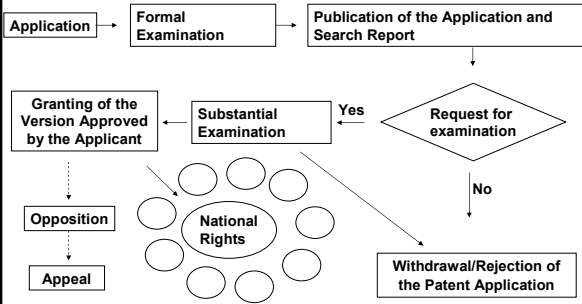 Application
Formal
Examination
Publication of the Application and
Search Report
Granting of the
Version Approved
by the Applicant
Substantial
Examination
Yes
Request for
examination
No
Opposition
National
Rights
Appeal
Withdrawal/Rejection of
the Patent Application